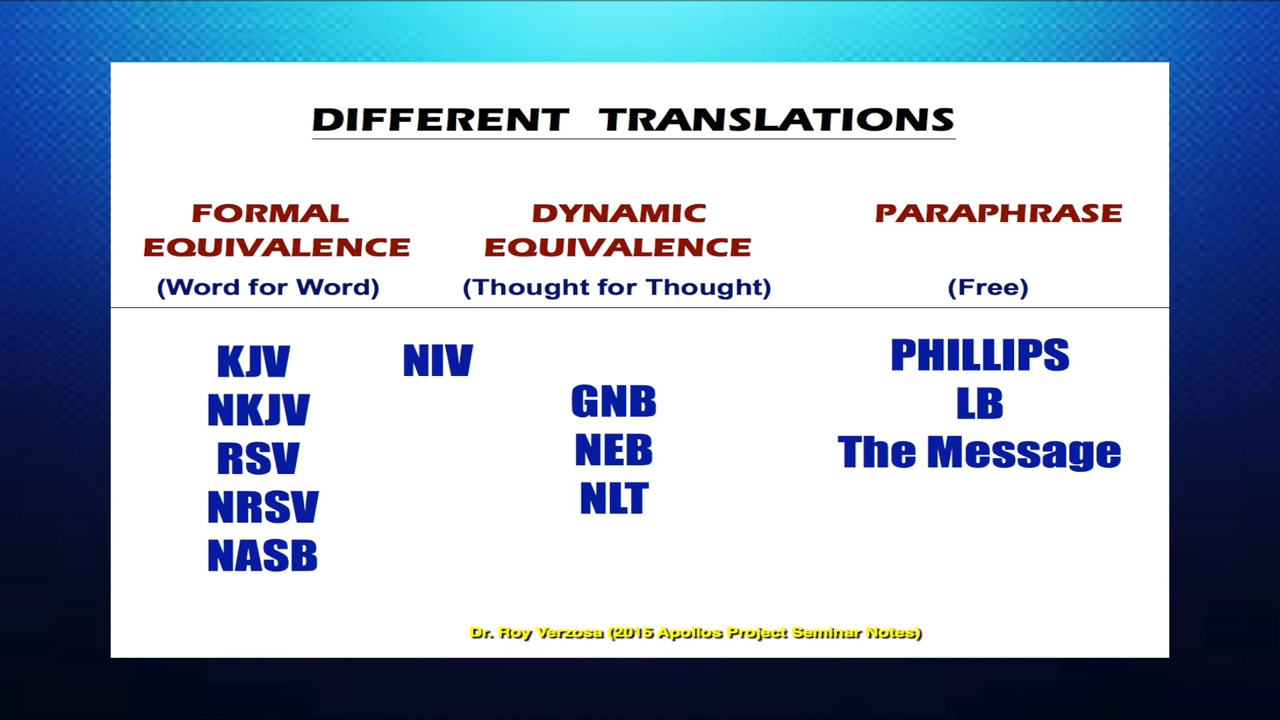 DIFFERENT TRANSLATIONS
FORMAL EQUIVALENCE
(Word for Word)
DYNAMIC EQUIVALENCE
(Thought for Thought)
PARAPHRASE
(Free)
KJV
NKJV
RSV
NRSV
NASB
NIV
GNB
NEB
NLT
PHILLIPS
LB
The Message
Dr. Roy Verzosa (2015 Apollos Project Seminar Notes)